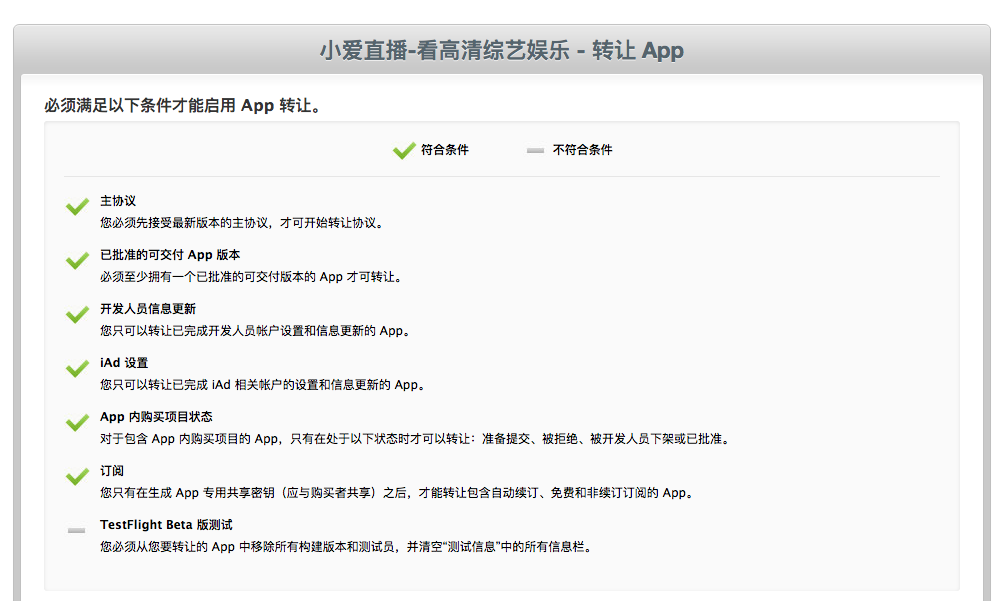 小爱直播-看高清综艺娱乐 - 转让 App
必须满足以下条件才能启用 App 转让。
符合条件 不符合条件
主协议
您必须先接受最新版本的主协议，才可开始转让协议。
已批准的可交付 App 版本
必须至少拥有一个已批准的可交付版本的 App 才可转让。
开发人员信息更新
您只可以转让已完成开发人员帐户设置和信息更新的 App。
iAd 设置
您只可以转让已完成 iAd 相关帐户的设置和信息更新的 App。
App 内购买项目状态
对于包含 App 内购买项目的 App，只有在处于以下状态时才可以转让：准备提交、被拒绝、被开发人员下架或已批准。
订阅
您只有在生成 App 专用共享密钥（应与购买者共享）之后，才能转让包含自动续订、免费和非续订订阅的 App。
TestFlight Beta 版测试
您必须从您要转让的 App 中移除所有构建版本和测试员，并清空“测试信息”中的所有信息栏。